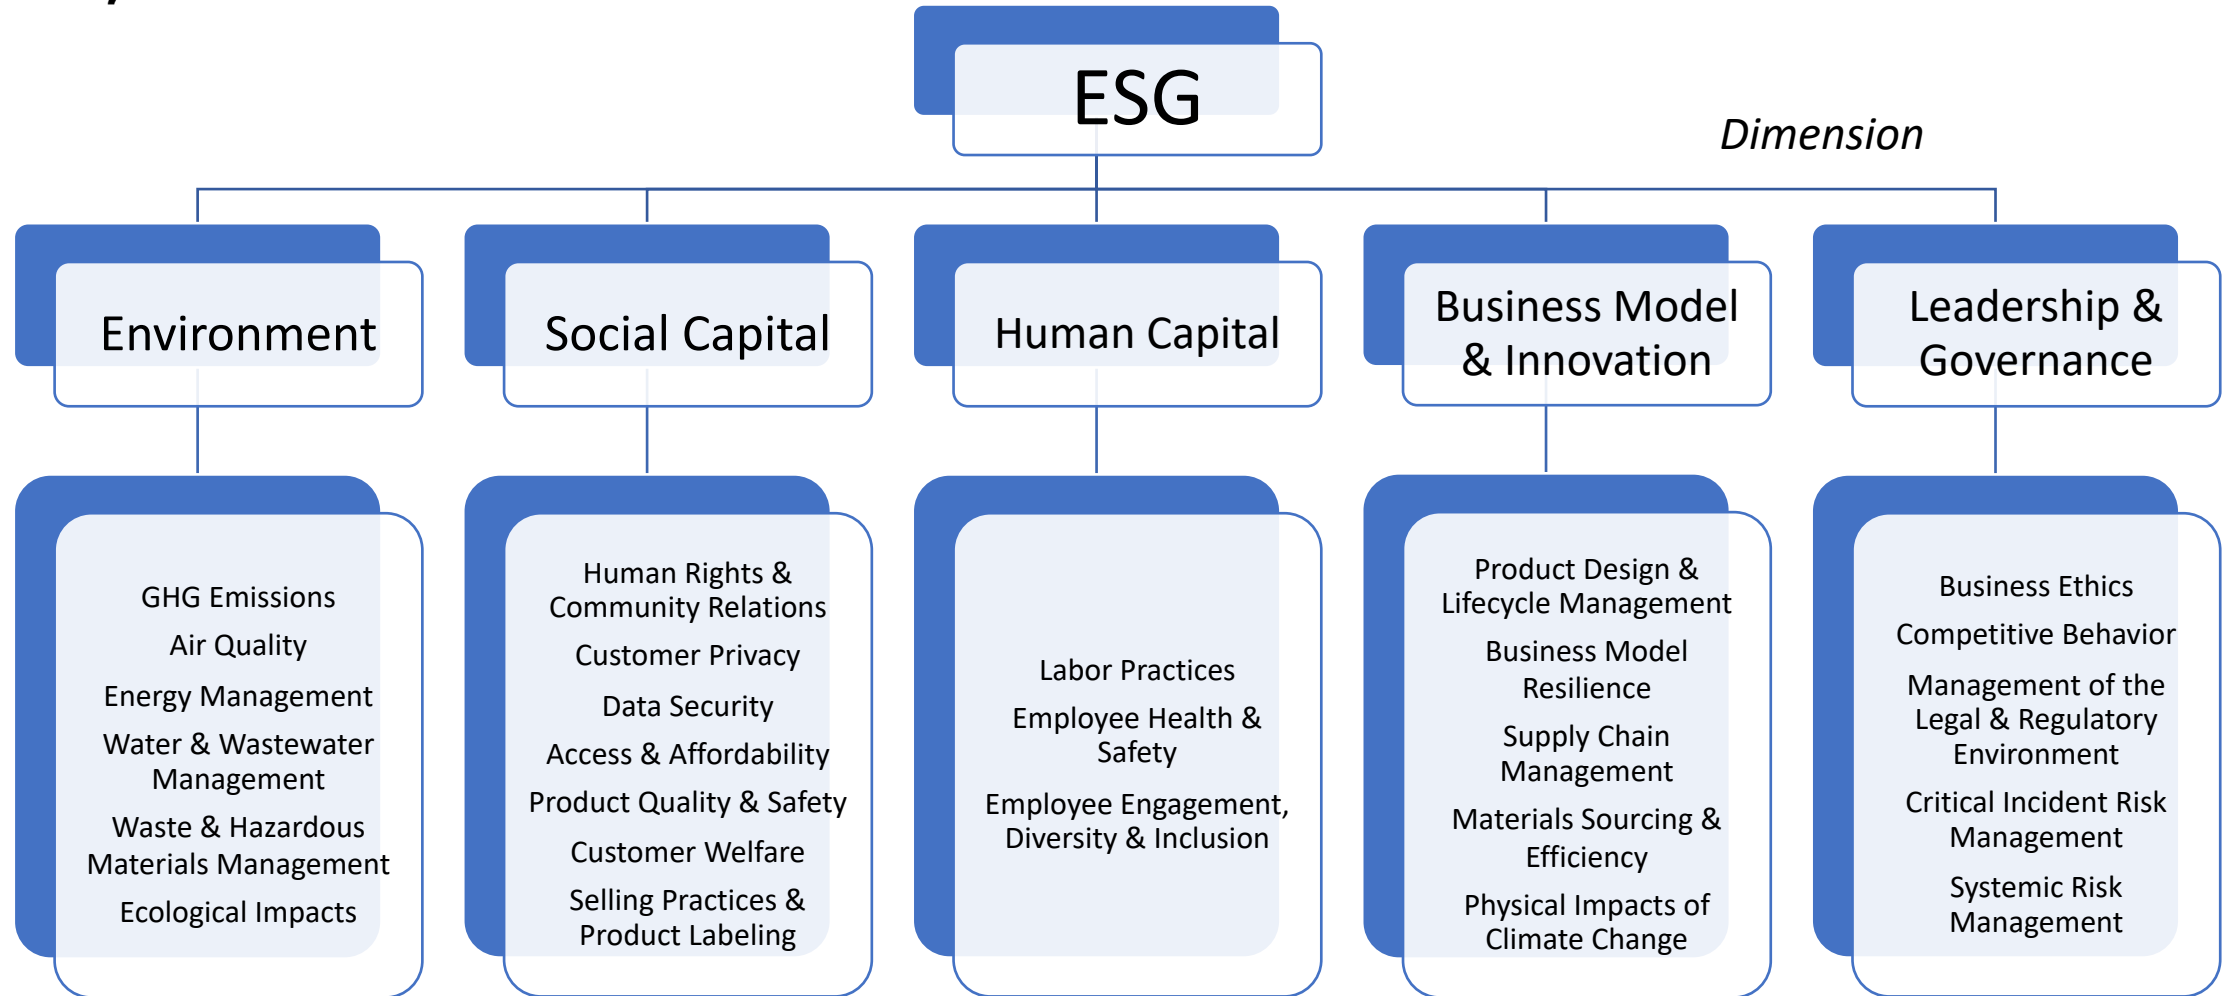 ESG
Dimension
Environment
Social Capital
Human Capital
Business Model
& Innovation
Leadership &
Governance
GHG Emissions
Air Quality
Energy Management
Water & Wastewater
Management
Waste & Hazardous
Materials Management
Ecological Impacts
Human Rights &
Community Relations
Customer Privacy
Data Security
Access & Affordability
Product Quality & Safety
Customer Welfare
Selling Practices &
Product Labeling
Labor Practices
Employee Health &
Safety
Employee Engagement,
Diversity & Inclusion
Product Design &
Lifecycle Management
Business Model
Resilience
Supply Chain
Management
Materials Sourcing &
Efficiency
Physical Impacts of
Climate Change
Business Ethics
Competitive Behavior
Management of the
Legal & Regulatory
Environment
Critical Incident Risk
Management
Systemic Risk
Management